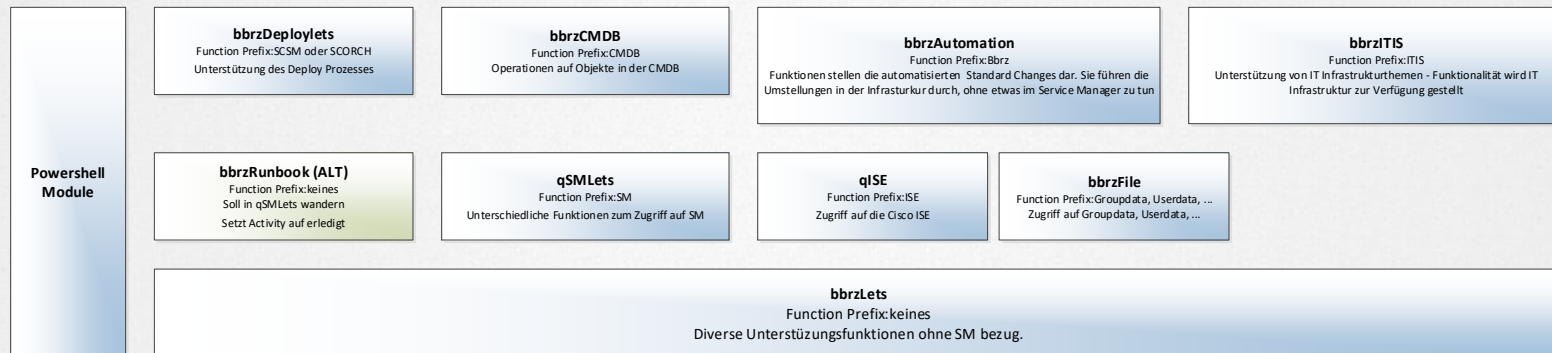 Powershell
Module
bbrzDeploylets
Function Prefix:SCSM oder SCORCH
Unterstützung des Deploy Prozesses
bbrzCMDB
Function Prefix:CMDB
Operationen auf Objekte in der CMDB
bbrzAutomation
Function Prefix:Bbrz
Funktionen stellen die automatisierten Standard Changes dar. Sie führen die
Umstellungen in der Infrasturkur durch, ohne etwas im Service Manager zu tun
bbrzITIS
Function Prefix:ITIS
Unterstützung von IT Infrastrukturthemen - Funktionalität wird IT
Infrastruktur zur Verfügung gestellt
bbrzRunbook (ALT)
Function Prefix:keines
Soll in qSMLets wandern
Setzt Activity auf erledigt
qSMLets
Function Prefix:SM
Unterschiedliche Funktionen zum Zugriff auf SM
qISE
Function Prefix:ISE
Zugriff auf die Cisco ISE
bbrzFile
Function Prefix:Groupdata, Userdata, ...
Zugriff auf Groupdata, Userdata, ...
bbrzLets
Function Prefix:keines
Diverse Unterstüzungsfunktionen ohne SM bezug.